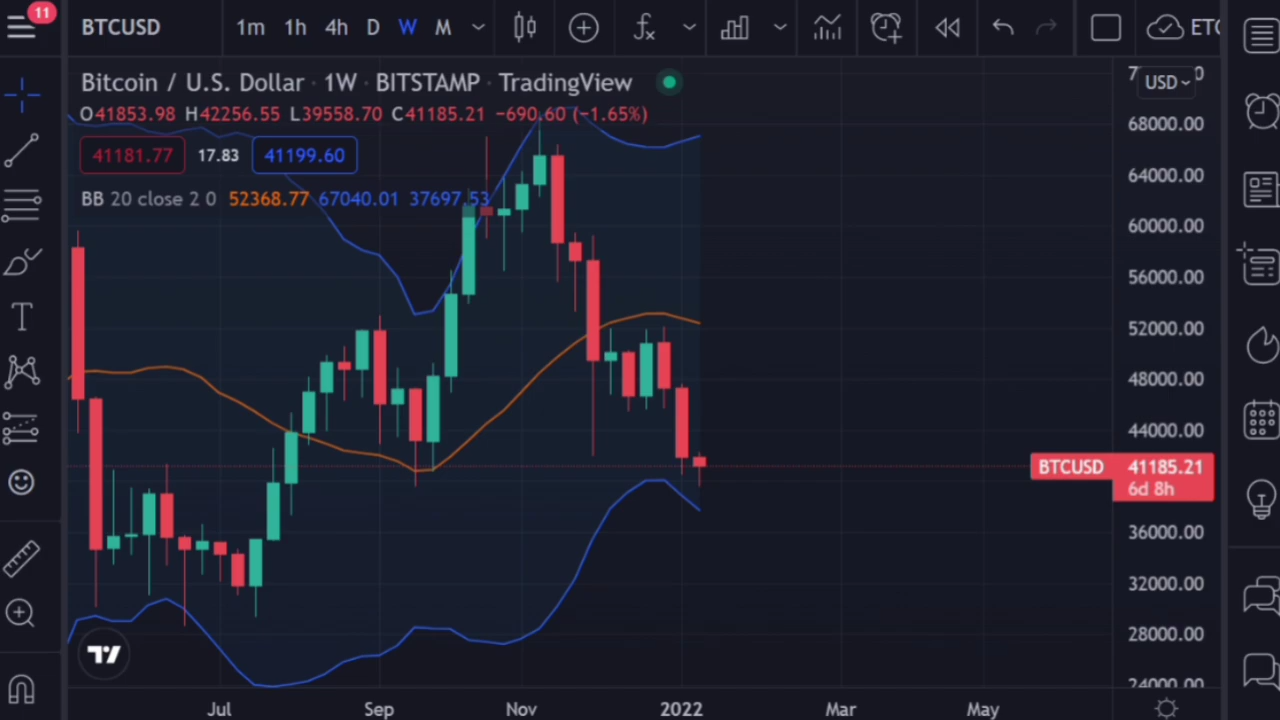 11
BTCUSD 1m 1h 4h D W M
Bitcoin / U.S. Dollar · 1W · BITSTAMP · TradingView
O41853.98 H42256.55 L39558.70 C41185.21 −690.60 (−1.65%)
41181.77 17.83 41199.60
BB 20 close 2 0 52368.77 67040.01 37697.53
USD
68000.00
64000.00
60000.00
56000.00
52000.00
48000.00
44000.00
BTCUSD 41185.21
6d 8h
36000.00
32000.00
28000.00
24000.00
Jul Sep Nov 2022 Mar May